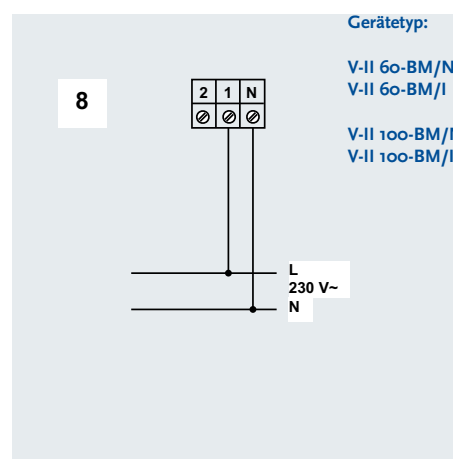 Gerätetyp:
V-II 60-BM/N
V-II 60-BM/I
V-II 100-BM/
V-II 100-BM/I
8
2 1 N
L
230 V~
N